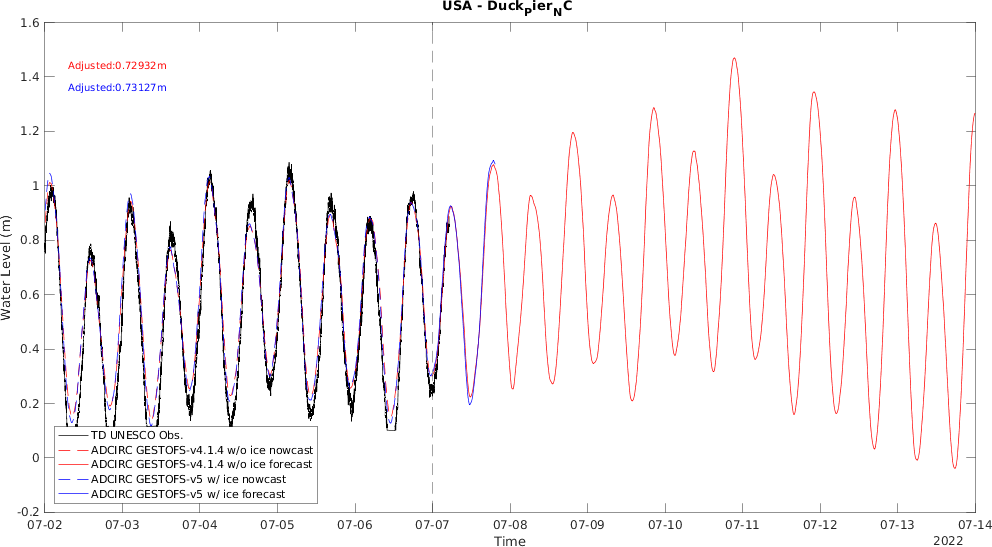 USA - Duck_Pier_NC
1.6
1.4
1.2
1
0.8
0.6
0.4
0.2
0
-0.2
Water Level (m)
Adjusted:0.72932m
Adjusted:0.73127m
TD UNESCO Obs.
ADCIRC GESTOFS-v4.1.4 w/o ice nowcast
ADCIRC GESTOFS-v4.1.4 w/o ice forecast
ADCIRC GESTOFS-v5 w/ ice nowcast
ADCIRC GESTOFS-v5 w/ ice forecast
07-02 07-03 07-04 07-05 07-06 07-07 07-08 07-09 07-10 07-11 07-12 07-13 07-14
Time
2022